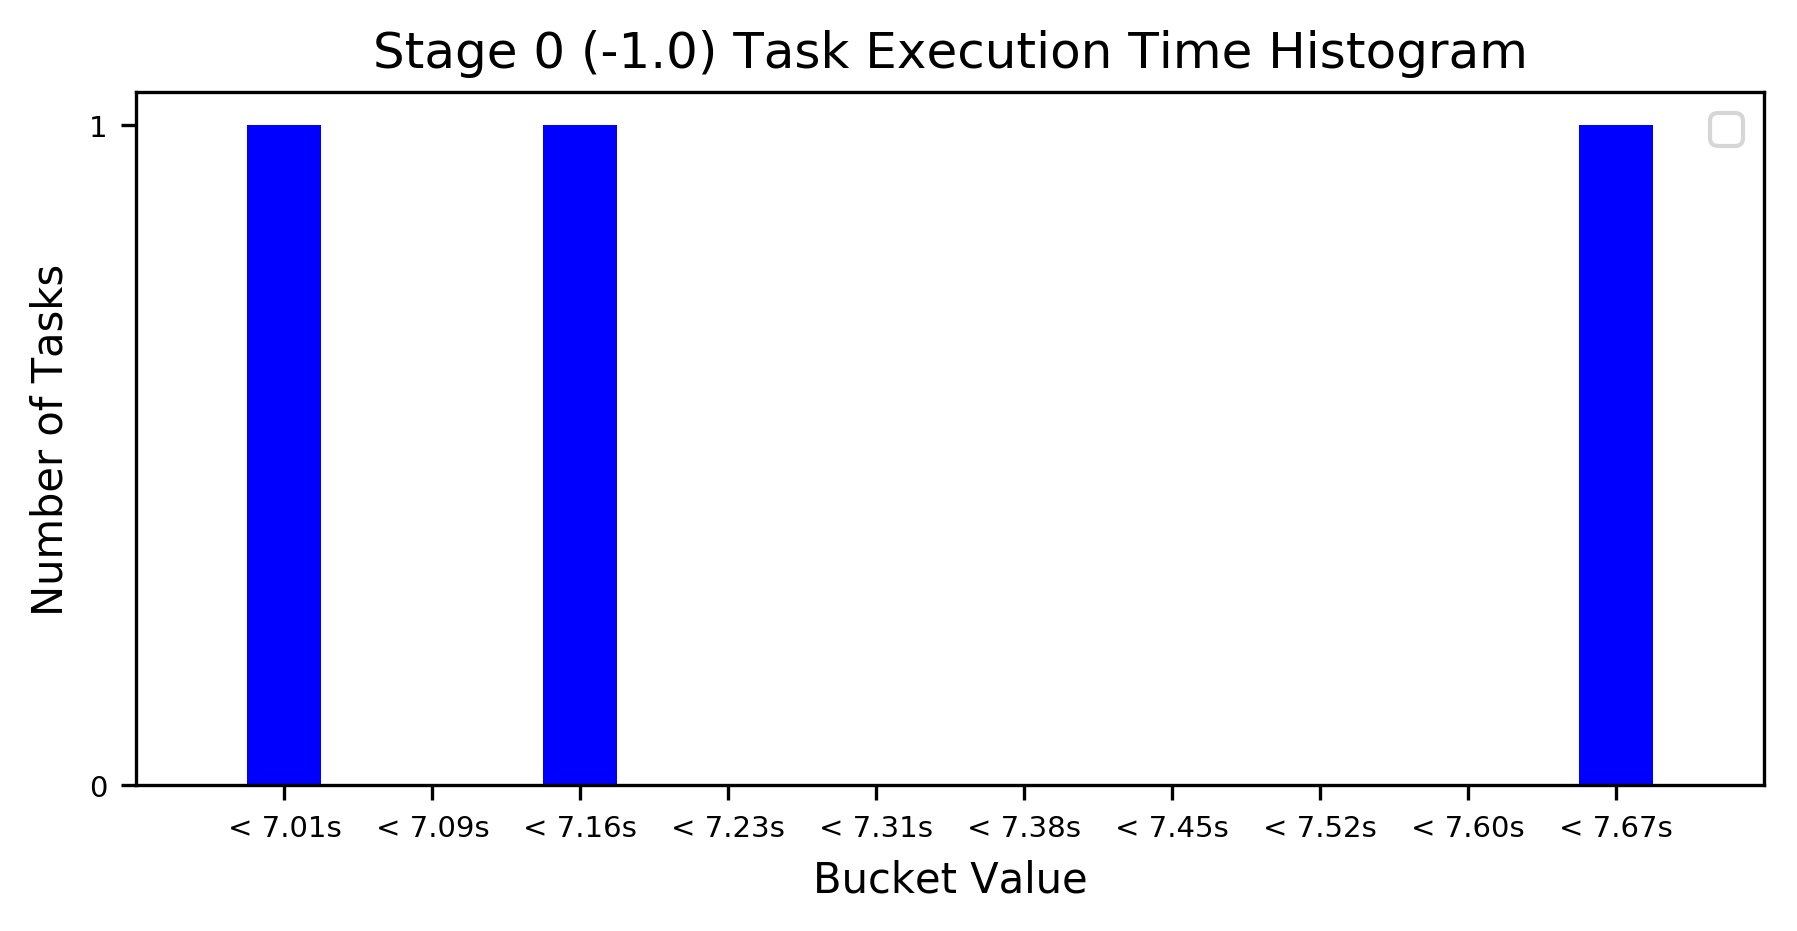 Stage 0 (-1.0) Task Execution Time Histogram
1
Number of Tasks
0
< 7.01s < 7.09s < 7.16s < 7.23s < 7.31s < 7.38s < 7.45s < 7.52s < 7.60s < 7.67s
Bucket Value